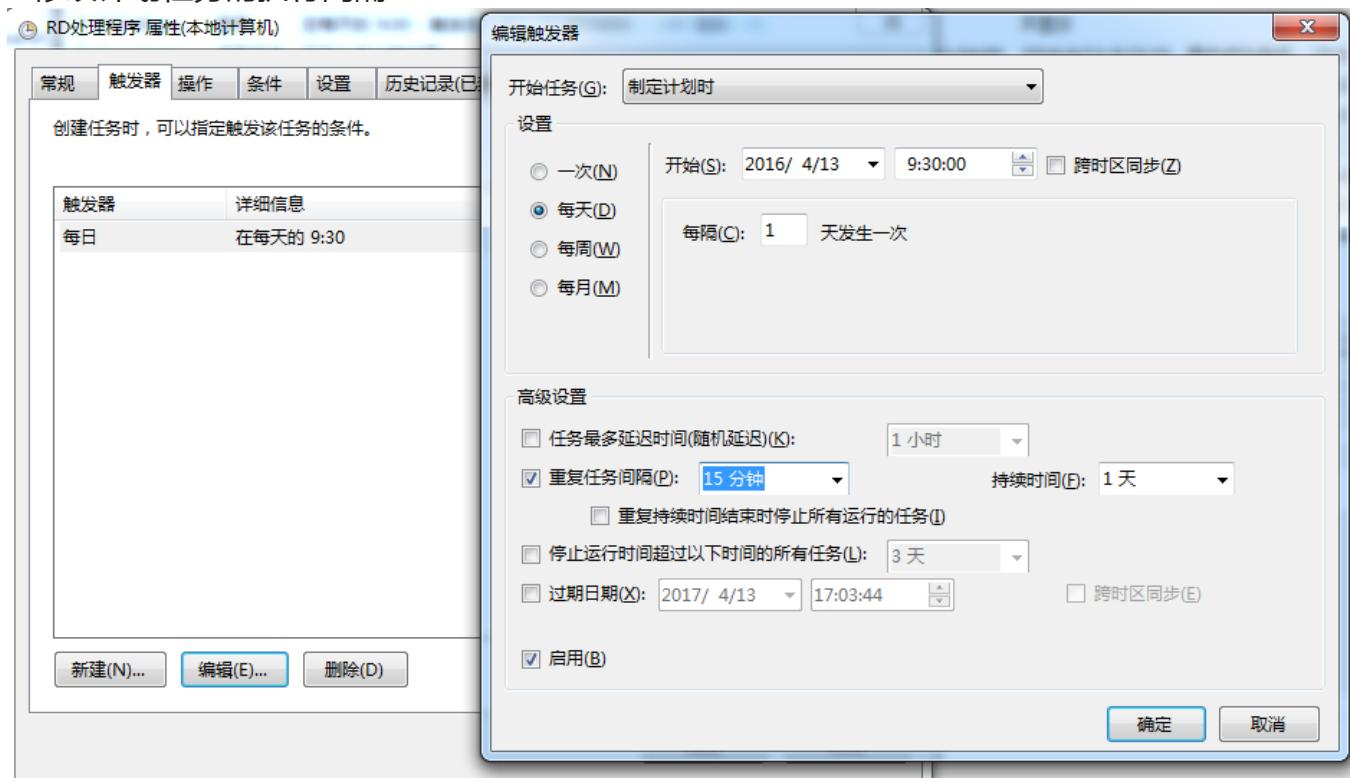 RD处理程序 属性(本地计算机)
常规 触发器 操作 条件 设置 历史记录(已
创建任务时，可以指定触发该任务的条件。
触发器 详细信息
每日 在每天的 9:30
新建(N)... 编辑(E)... 删除(D)
编辑触发器
开始任务(G): 制定计划时
设置
一次(N)
每天(D)
每周(W)
每月(M)
开始(S): 2016/ 4/13 9:30:00 跨时区同步(Z)
每隔(C): 1 天发生一次
高级设置
任务最多延迟时间(随机延迟)(K): 1 小时
重复任务间隔(P): 15 分钟 持续时间(F): 1 天
重复持续时间结束时停止所有运行的任务(I)
停止运行时间超过以下时间的所有任务(L): 3 天
过期日期(X): 2017/ 4/13 17:03:44 跨时区同步(E)
启用(B)
确定 取消